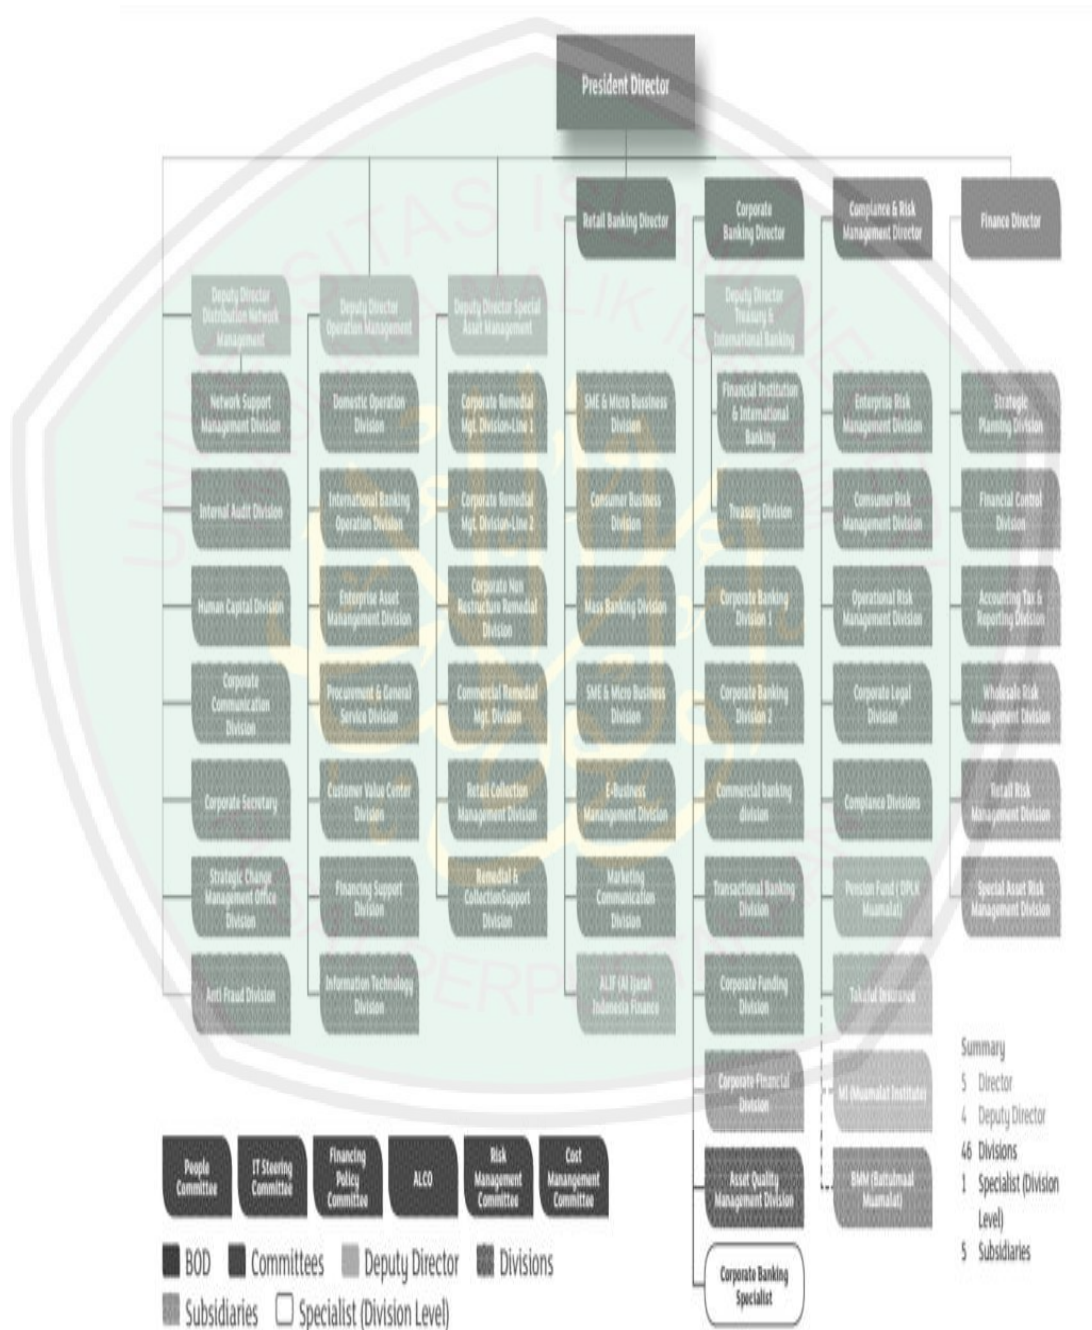 President Director
Retail Banking Director
Corporate
Banking Director
Compliance & Risk
Management Director
Finance Director
Deputy Director
Distribution Network
Management
Deputy Director
Operation Management
Deputy Director Special
Asset Management
Deputy Director
Treasury &
International Banking
Network Support
Management Division
Domestic Operation
Division
Corporate Remedial
Mgt. Division-Line 1
SME & Micro Bussiness
Division
Financial Institution
& International
Banking
Enterprise Risk
Management Division
Strategic
Planning Division
Internal Audit Division
International Banking
Operation Division
Corporate Remedial
Mgt. Division-Line 2
Consumer Business
Division
Treasury Division
Consumer Risk
Management Division
Financial Control
Division
Human Capital Division
Enterprise Asset
Management Division
Corporate Non
Restructure Remedial
Division
Mass Banking Division
Corporate Banking
Division 1
Operational Risk
Management Division
Accounting Tax &
Reporting Division
Corporate
Communication
Division
Procurement & General
Service Division
Commercial Remedial
Mgt. Division
SME & Micro Business
Division
Corporate Banking
Division 2
Corporate Legal
Division
Wholesale Risk
Management Division
Corporate Secretary
Customer Value Center
Division
Retail Collection
Management Division
E-Business
Management Division
Commercial banking
division
Compliance Divisions
Retail Risk
Management Division
Strategic Change
Management Office
Division
Financing Support
Division
Remedial &
CollectionSupport
Division
Marketing
Communication
Division
Transactional Banking
Division
Pension Fund ( DPLK
Muamalat)
Special Asset Risk
Management Division
Anti Fraud Division
Information Technology
Division
ALIF (Al Ijarah
Indonesia Finance
Corporate Funding
Division
Takaful Insurance
Corporate Financial
Division
MI (Muamalat Institute)
Asset Quality
Management Division
BMM (Baitulmaal
Muamalat)
Corporate Banking
Specialist
Summary
5 Director
4 Deputy Director
46 Divisions
1 Specialist (Division
Level)
5 Subsidiaries
People
Committee
IT Steering
Committee
Financing
Policy
Committee
ALCO
Risk
Management
Committee
Cost
Management
Committee
BOD Committees Deputy Director Divisions
Subsidiaries Specialist (Division Level)